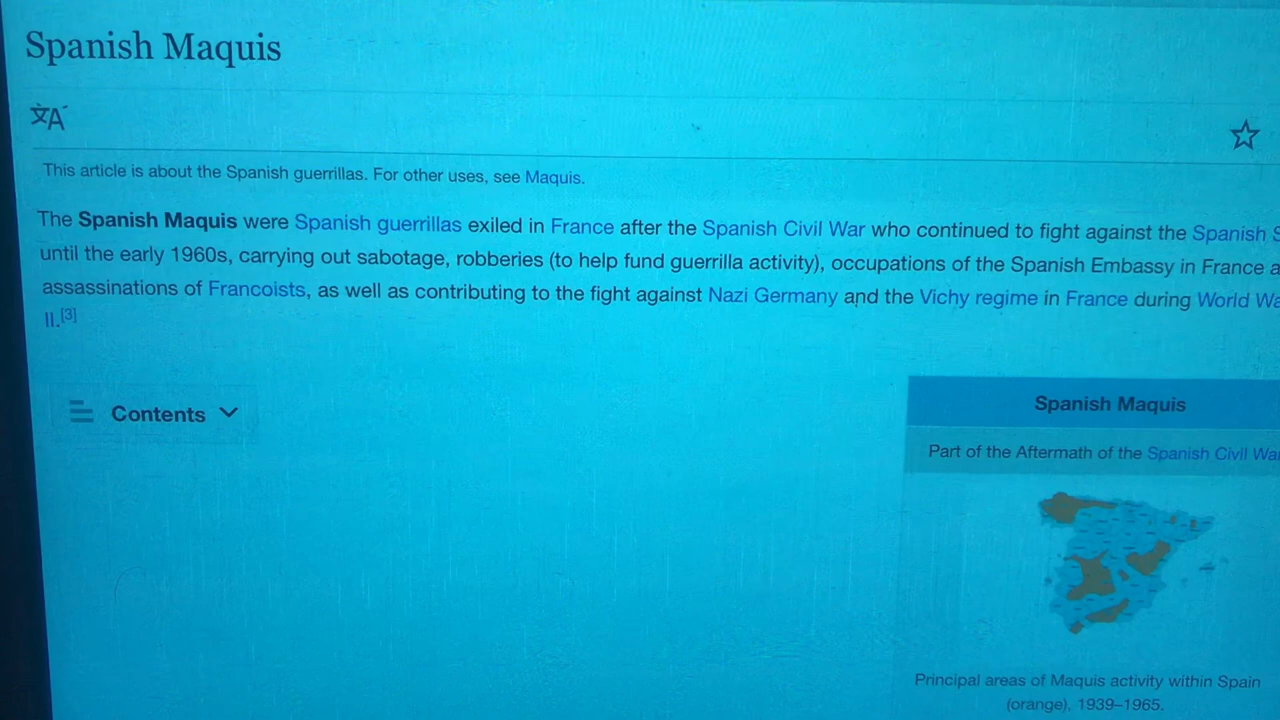 Spanish Maquis
This article is about the Spanish guerrillas. For other uses, see Maquis.
The Spanish Maquis were Spanish guerrillas exiled in France after the Spanish Civil War who continued to fight against the Spanish
until the early 1960s, carrying out sabotage, robberies (to help fund guerrilla activity), occupations of the Spanish Embassy in France
assassinations of Francoists, as well as contributing to the fight against Nazi Germany and the Vichy regime in France during World
II.[3]
Contents
Spanish Maquis
Part of the Aftermath of the Spanish Civil
Principal areas of Maquis activity within Spain
(orange), 1939–1965.